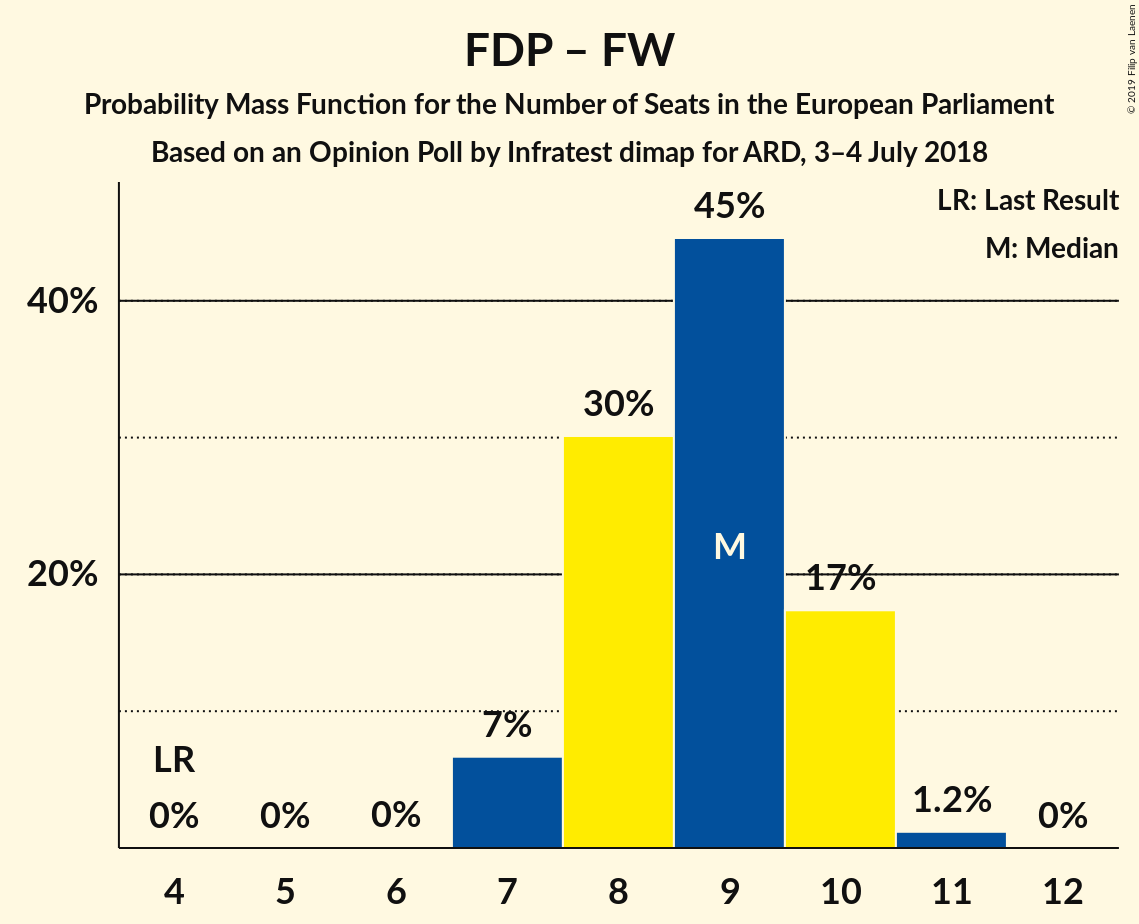 FDP – FW
Probability Mass Function for the Number of Seats in the European Parliament
Based on an Opinion Poll by Infratest dimap for ARD, 3–4 July 2018
© 2019 Filip van Laenen
LR: Last Result
M: Median
45%
40%
30%
M
20%
17%
7%
LR
0%
0%
0%
1.2%
0%
4
5
6
7
8
9
10
11
12